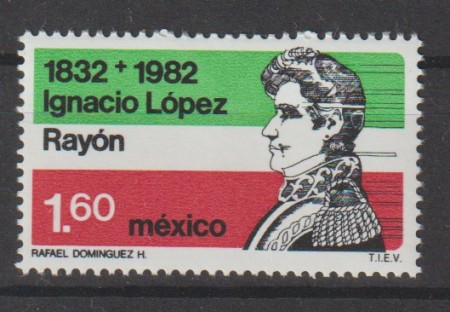 1832 + 1982
Ignacio López
Rayón
1.60 méxico
RAFAEL DOMINGUEZ H. T.I.E.V.